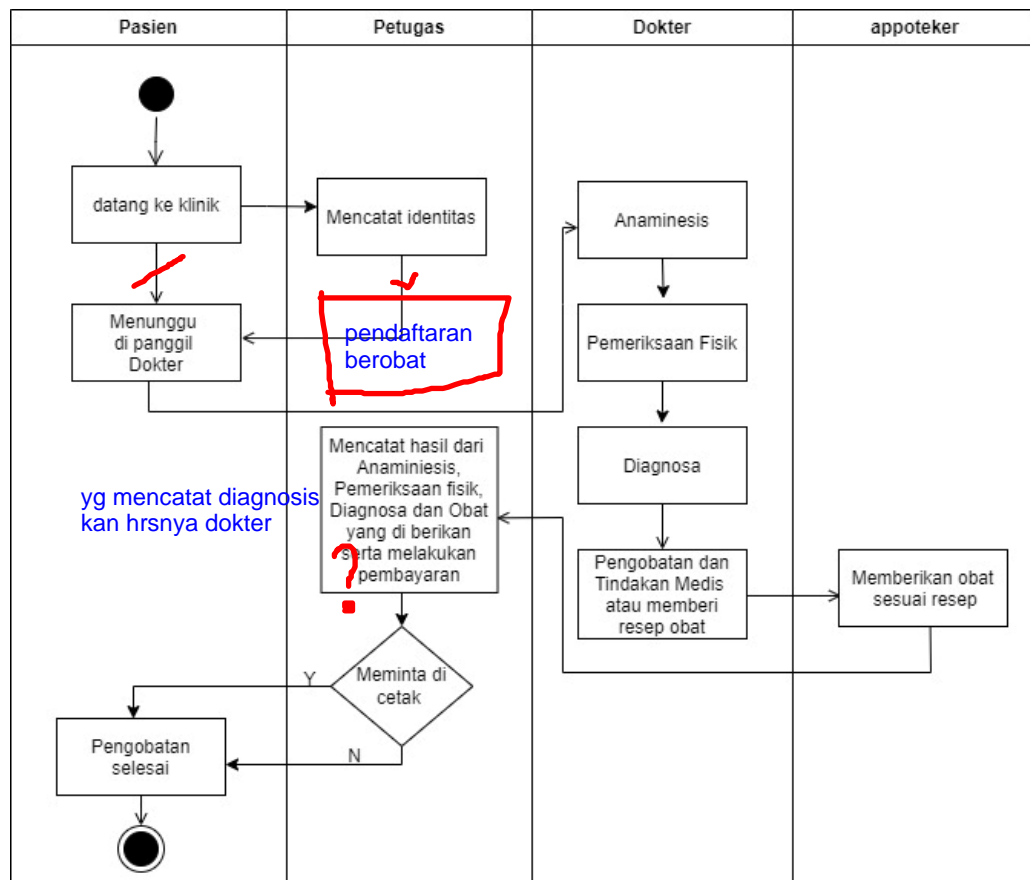 Pasien
Petugas
Dokter
appoteker
datang ke klinik
Mencatat identitas
Anaminesis
Menunggu
di panggil
Dokter
pendaftaran
berobat
Pemeriksaan Fisik
Mencatat hasil dari
Anaminiesis,
Pemeriksaan fisik,
Diagnosa dan Obat
yang di berikan
serta melakukan
pembayaran
?
Diagnosa
yg mencatat diagnosis
kan hrsnya dokter
Pengobatan dan
Tindakan Medis
atau memberi
resep obat
Memberikan obat
sesuai resep
Meminta di
cetak
Y
N
Pengobatan
selesai